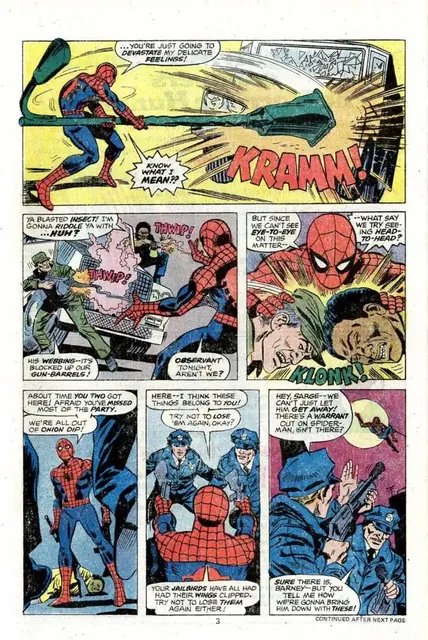 ...YOU'RE JUST GOING TO
DEVASTATE MY DELICATE
FEELINGS!
KNOW
WHAT I
MEAN??
KRAMM!
YA BLASTED INSECT! I'M
GONNA RIDDLE YA WITH
...HUH?
THWIP!
THWIP!
HIS WEBBING--IT'S
BLOCKED UP OUR
GUN-BARRELS!
OBSERVANT
TONIGHT,
AREN'T WE?
BUT SINCE
WE CAN'T SEE
EYE-TO-EYE
ON THIS
MATTER--
--WHAT SAY
WE TRY SEE-
ING HEAD-
TO-HEAD?
KLONK!
ABOUT TIME YOU TWO GOT
HERE! AFRAID YOU'VE MISSED
MOST OF THE PARTY.
WE'RE ALL OUT
OF ONION DIP!
HERE--I THINK THESE
THINGS BELONG TO YOU!
TRY NOT TO LOSE
'EM AGAIN, OKAY?
YOUR JAILBIRDS HAVE ALL HAD
HAD THEIR WINGS CLIPPED.
TRY NOT TO LOSE THEM
AGAIN EITHER!
HEY, SARGE--WE
CAN'T JUST LET
HIM GET AWAY!
THERE'S A WARRANT
OUT ON SPIDER-
MAN, ISN'T THERE?
SURE THERE IS,
BARNEY--BUT YOU
TELL ME HOW
WE'RE GONNA BRING
HIM DOWN WITH THESE!
3
CONTINUED AFTER NEXT PAGE